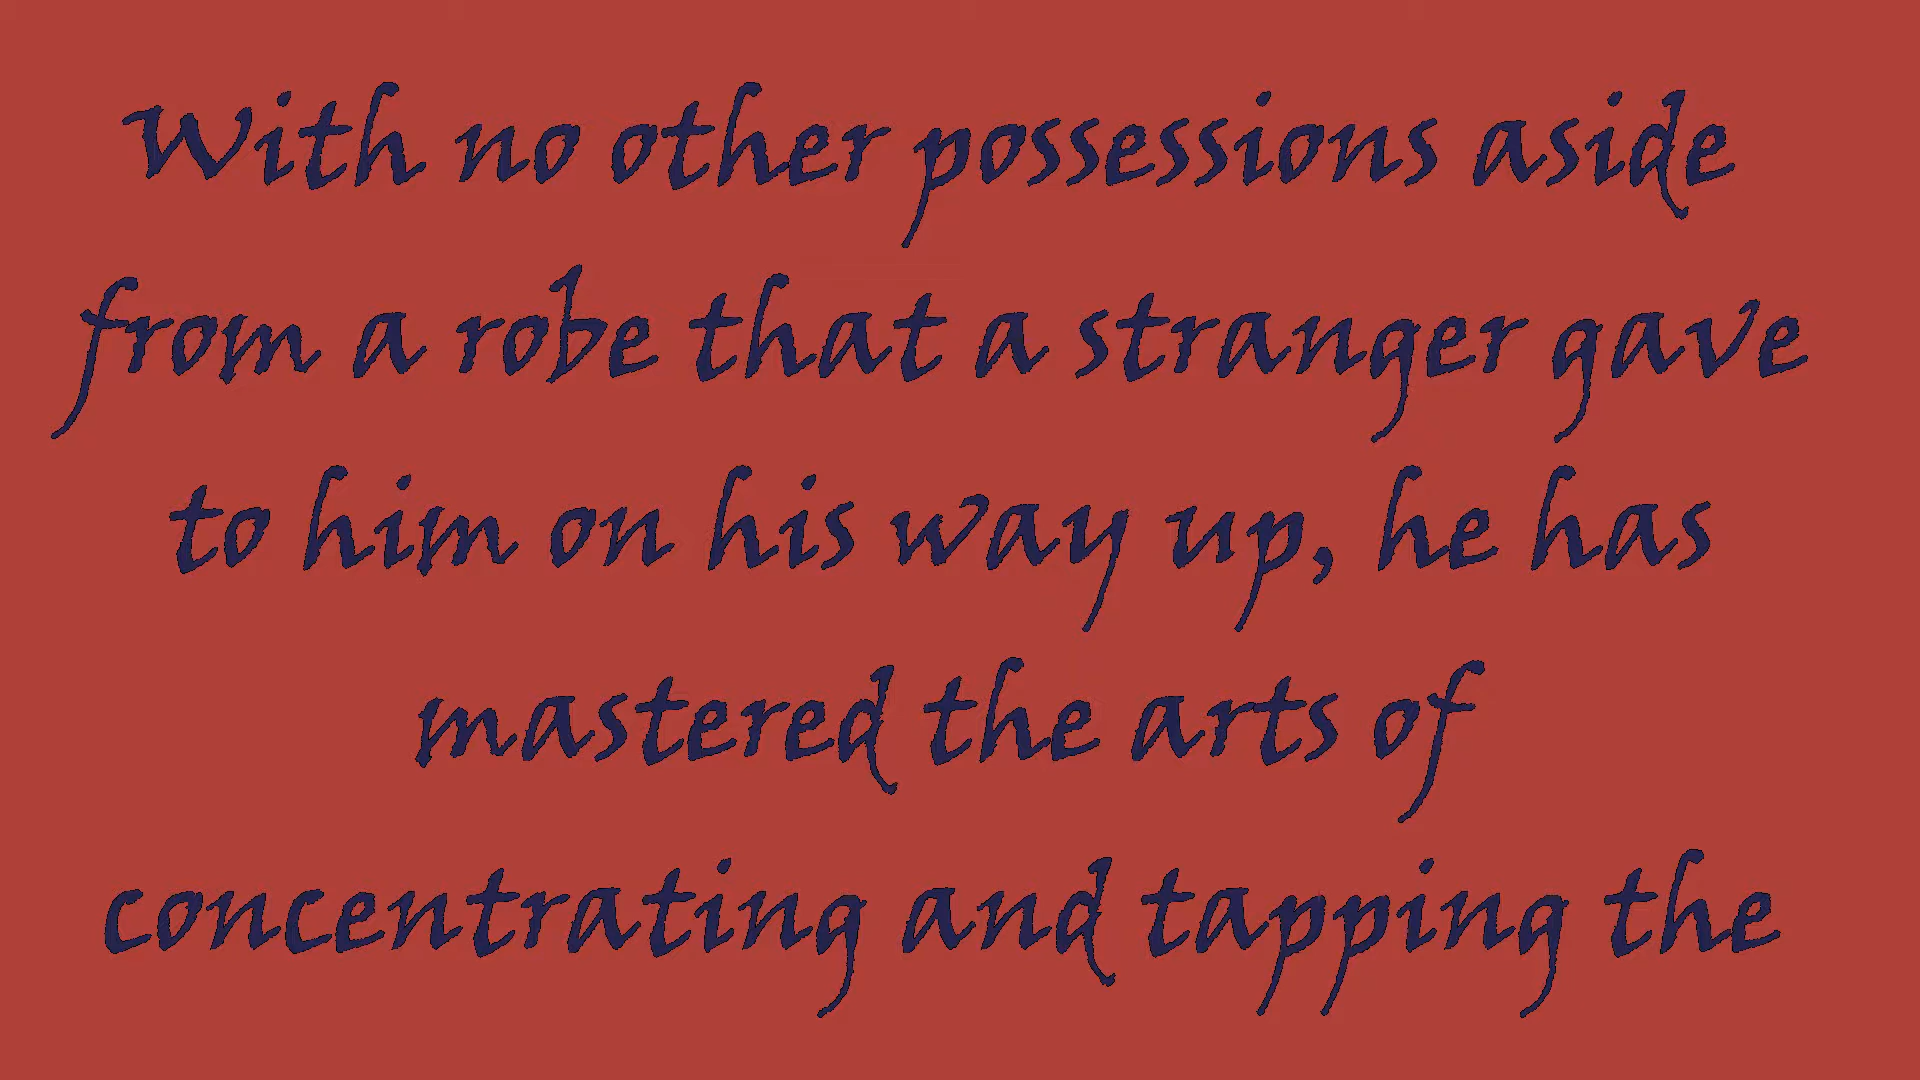 With no other possessions aside
from a robe that a stranger gave
to him on his way up, he has
mastered the arts of
concentrating and tapping the